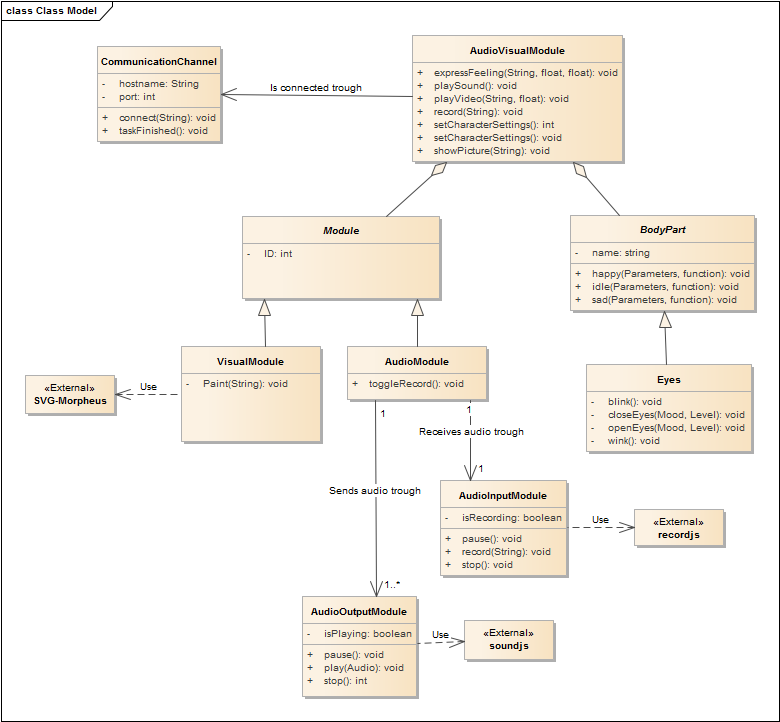 class Class Model
CommunicationChannel
- hostname: String
- port: int
+ connect(String): void
+ taskFinished(): void
Is connected trough
AudioVisualModule
+ expressFeeling(String, float, float): void
+ playSound(): void
+ playVideo(String, float): void
+ record(String): void
+ setCharacterSettings(): int
+ setCharacterSettings(): void
+ showPicture(String): void
Module
- ID: int
BodyPart
- name: string
+ happy(Parameters, function): void
+ idle(Parameters, function): void
+ sad(Parameters, function): void
VisualModule
- Paint(String): void
AudioModule
+ toggleRecord(): void
Eyes
- blink(): void
- closeEyes(Mood, Level): void
- openEyes(Mood, Level): void
- wink(): void
«External»
SVG-Morpheus
Use
1
1
Receives audio trough
1
Sends audio trough
1..*
AudioInputModule
- isRecording: boolean
+ pause(): void
+ record(String): void
+ stop(): void
Use
«External»
recordjs
AudioOutputModule
- isPlaying: boolean
+ pause(): void
+ play(Audio): void
+ stop(): int
Use
«External»
soundjs